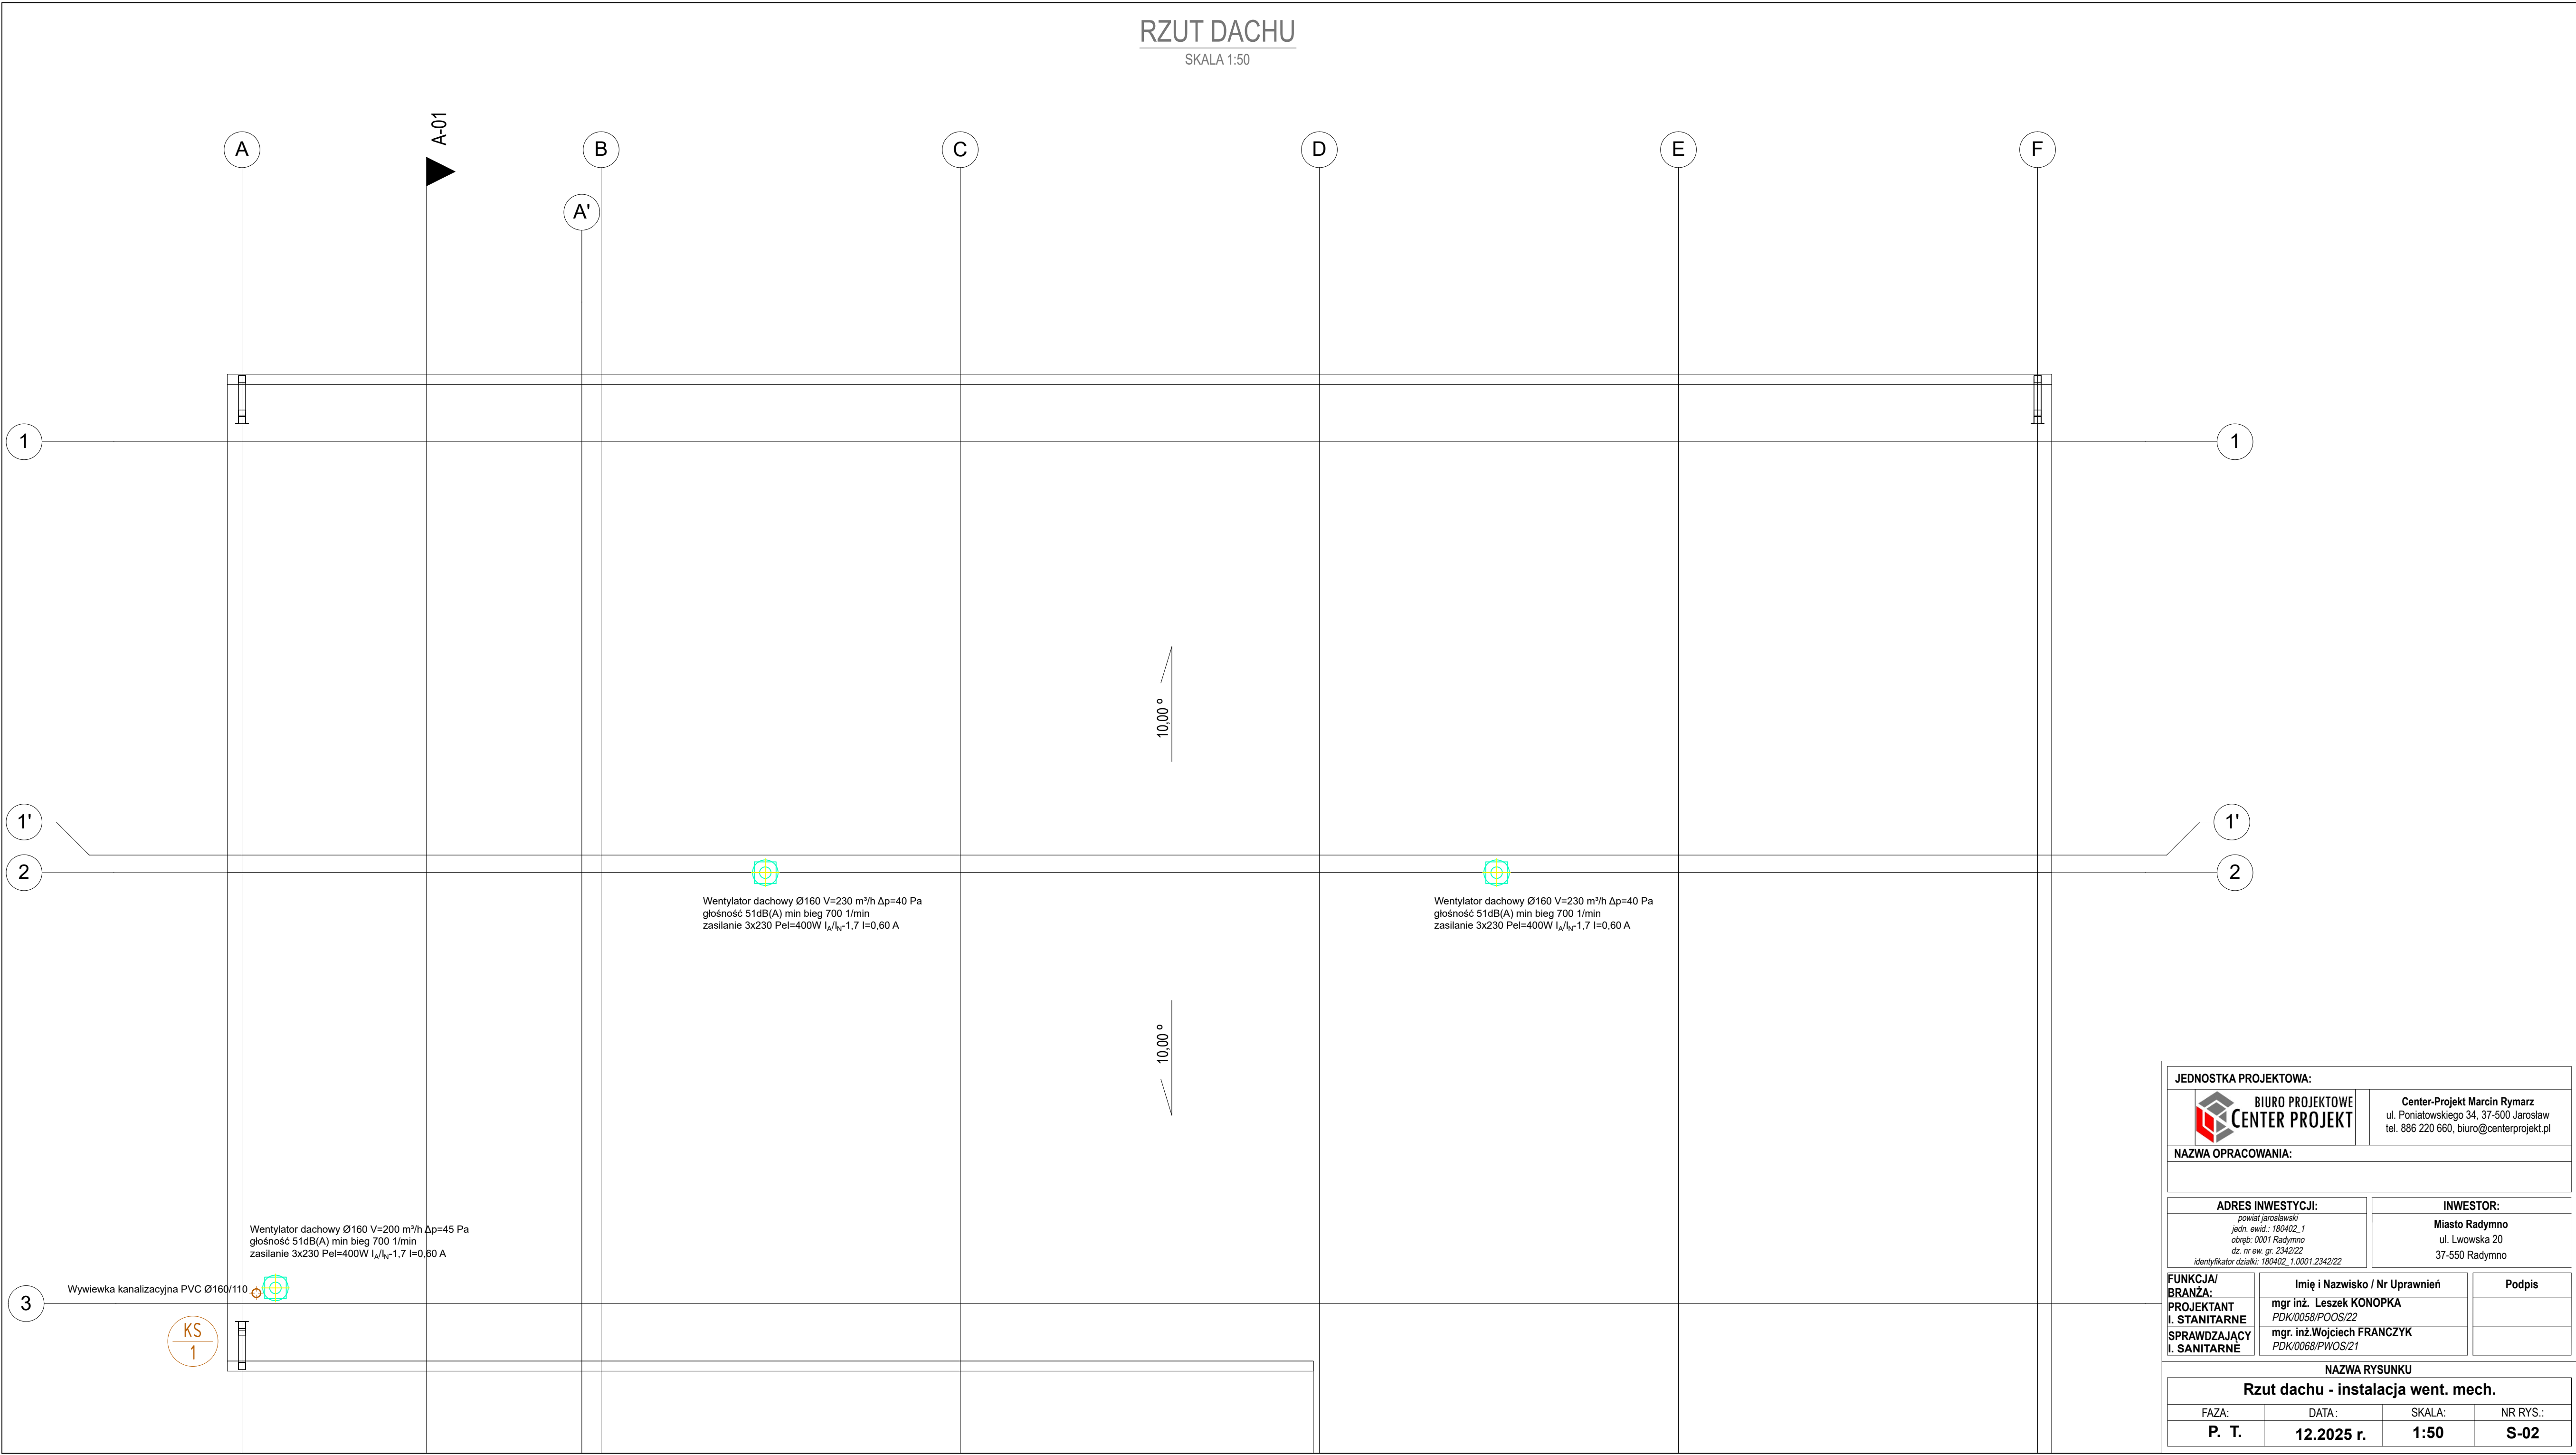 RZUT DACHU
SKALA 1:50
A-01
A
B
C
D
E
F
A'
1
1
10,00 °
1'
1'
2
2
Wentylator dachowy Ø160 V=230 m³/h Δp=40 Pa
głośność 51dB(A) min bieg 700 1/min
zasilanie 3x230 Pel=400W IA/IN-1,7 I=0,60 A
Wentylator dachowy Ø160 V=230 m³/h Δp=40 Pa
głośność 51dB(A) min bieg 700 1/min
zasilanie 3x230 Pel=400W IA/IN-1,7 I=0,60 A
10,00 °
Wentylator dachowy Ø160 V=200 m³/h Δp=45 Pa
głośność 51dB(A) min bieg 700 1/min
zasilanie 3x230 Pel=400W IA/IN-1,7 I=0,60 A
Wywiewka kanalizacyjna PVC Ø160/110
3
KS
1
JEDNOSTKA PROJEKTOWA:
BIURO PROJEKTOWE
CENTER PROJEKT
Center-Projekt Marcin Rymarz
ul. Poniatowskiego 34, 37-500 Jarosław
tel. 886 220 660, biuro@centerprojekt.pl
NAZWA OPRACOWANIA:
ADRES INWESTYCJI:
powiat jarosławski
jedn. ewid.: 180402_1
obręb: 0001 Radymno
dz. nr ew. gr. 2342/22
identyfikator działki: 180402_1.0001.2342/22
INWESTOR:
Miasto Radymno
ul. Lwowska 20
37-550 Radymno
FUNKCJA/
BRANŻA:
Imię i Nazwisko / Nr Uprawnień
Podpis
PROJEKTANT
I. STANITARNE
mgr inż. Leszek KONOPKA
PDK/0058/POOS/22
SPRAWDZAJĄCY
I. SANITARNE
mgr. inż.Wojciech FRANCZYK
PDK/0068/PWOS/21
NAZWA RYSUNKU
Rzut dachu - instalacja went. mech.
FAZA:
DATA:
SKALA:
NR RYS.:
P. T.
12.2025 r.
1:50
S-02